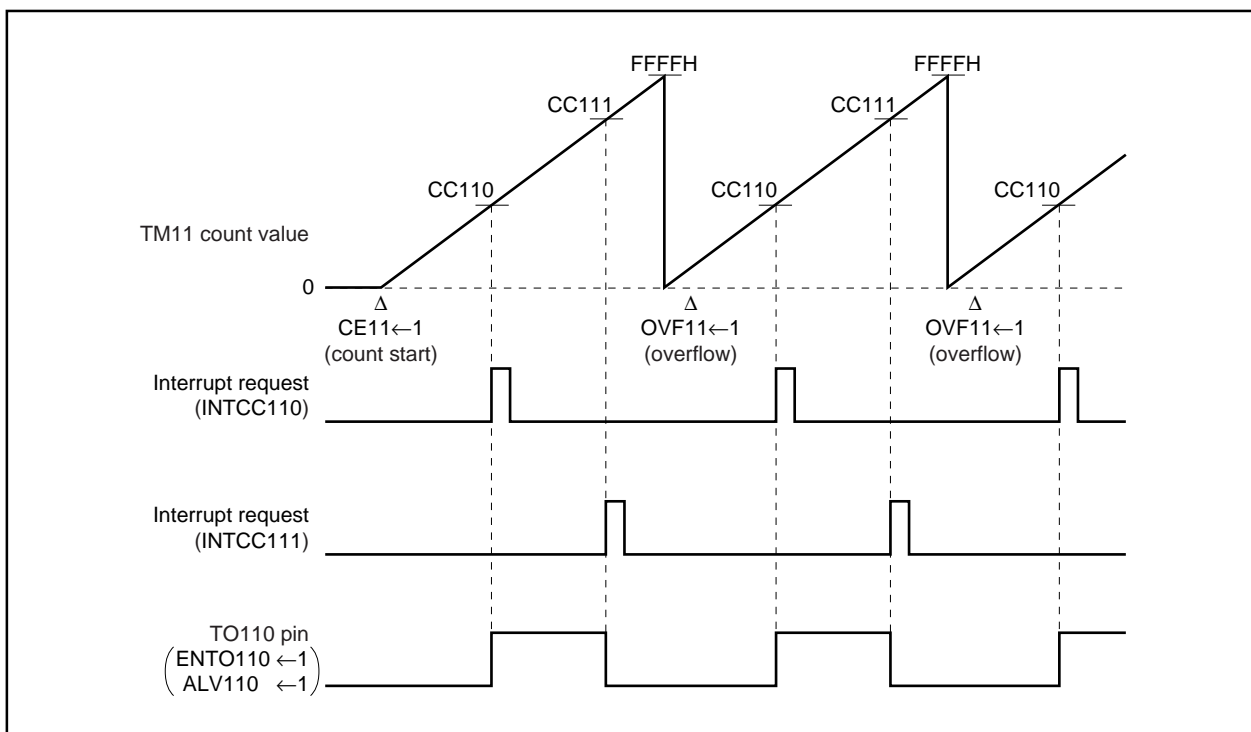 FFFFH
FFFFH
CC111
CC111
CC110
CC110
CC110
TM11 count value
0
Δ
Δ
Δ
CE11←1
(count start)
OVF11←1
(overflow)
OVF11←1
(overflow)
Interrupt request
(INTCC110)
Interrupt request
(INTCC111)
TO110 pin
(ENTO110 ←1
ALV110 ←1)